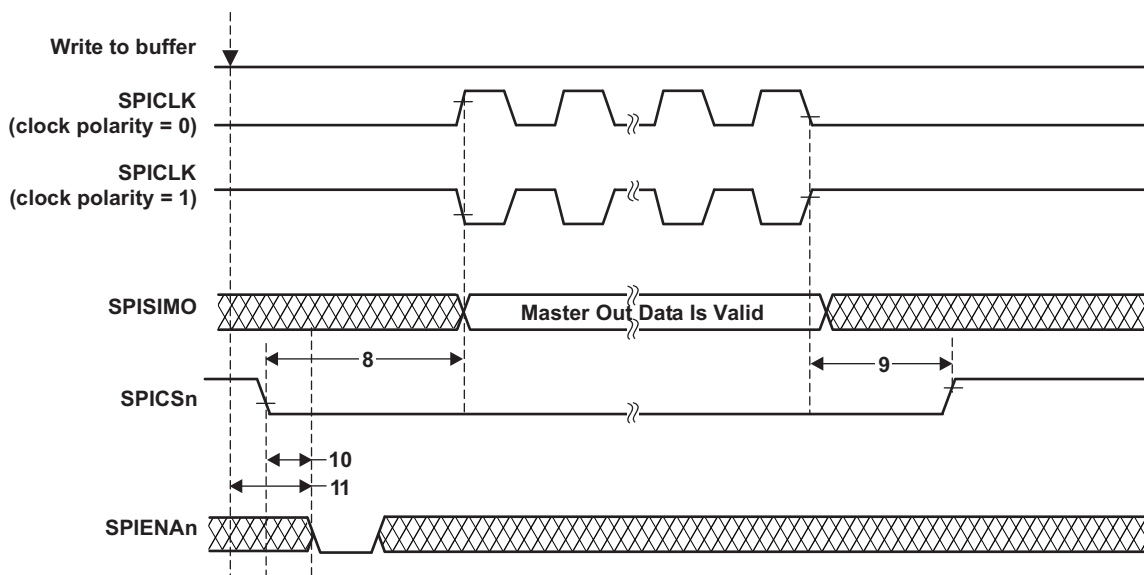 Write to buffer
SPICLK
(clock polarity = 0)
SPICLK
(clock polarity = 1)
SPISIMO
Master Out Data Is Valid
8
9
SPICSn
10
11
SPIENAn